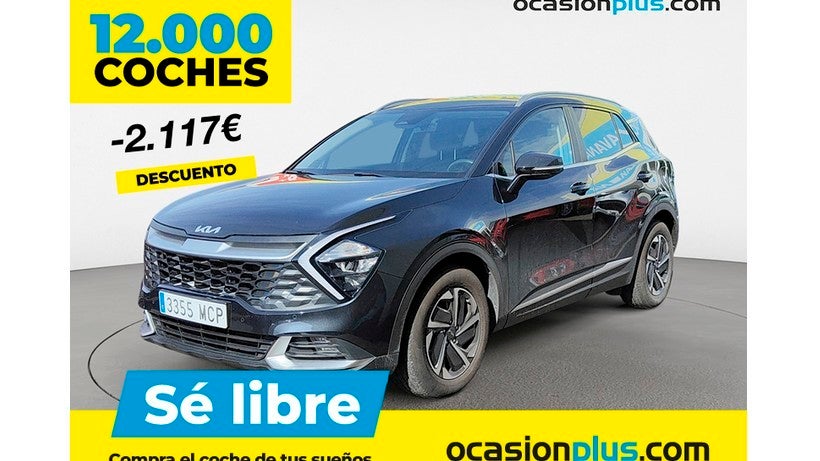 ocasionplus.com
12.000
COCHES
-2.117€
DESCUENTO
KIA
3355 MCP
Sé libre
Compra el coche de tus sueños
ocasionplus.com